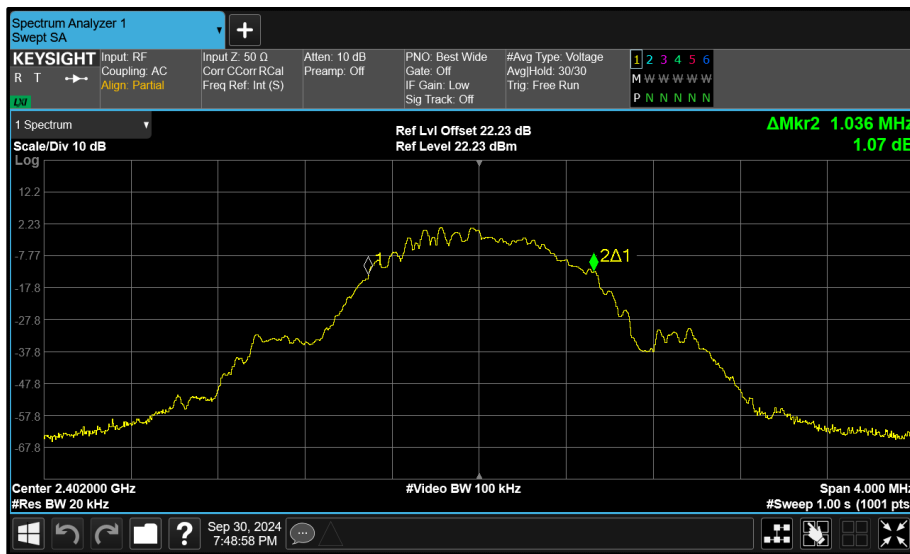 Spectrum Analyzer 1
Swept SA
+
KEYSIGHT
R T
LXI
Input: RF
Coupling: AC
Align: Partial
Input Z: 50 Ω
Corr CCorr RCal
Freq Ref: Int (S)
Atten: 10 dB
Preamp: Off
PNO: Best Wide
Gate: Off
IF Gain: Low
Sig Track: Off
#Avg Type: Voltage
Avg|Hold: 30/30
Trig: Free Run
1 2 3 4 5 6
M W W W W W
P N N N N N
1 Spectrum
Scale/Div 10 dB
Log
Ref Lvl Offset 22.23 dB
Ref Level 22.23 dBm
ΔMkr2 1.036 MHz
1.07 dB
12.2
2.23
-7.77
-17.8
-27.8
-37.8
-47.8
-57.8
-67.8
1
2Δ1
Center 2.402000 GHz
#Res BW 20 kHz
#Video BW 100 kHz
Span 4.000 MHz
#Sweep 1.00 s (1001 pts
?
Sep 30, 2024
7:48:58 PM